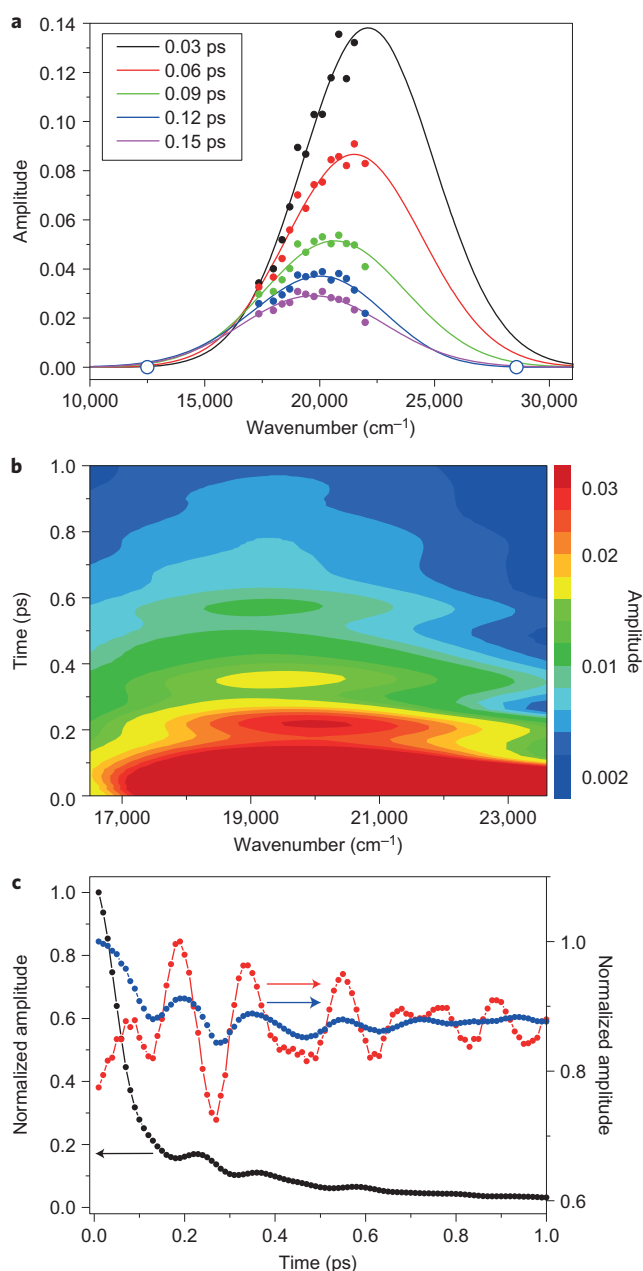 a
0.14
0.12
0.10
0.08
0.06
0.04
0.02
0.00
Amplitude
0.03 ps
0.06 ps
0.09 ps
0.12 ps
0.15 ps
10,000 15,000 20,000 25,000 30,000
Wavenumber (cm⁻¹)
b
1.0
0.8
0.6
0.4
0.2
0.0
Time (ps)
17,000 19,000 21,000 23,000
Wavenumber (cm⁻¹)
0.03
0.02
0.01
0.002
Amplitude
c
1.0
0.8
0.6
0.4
0.2
0.0
Normalized amplitude
1.0
0.8
0.6
Normalized amplitude
0.0 0.2 0.4 0.6 0.8 1.0
Time (ps)